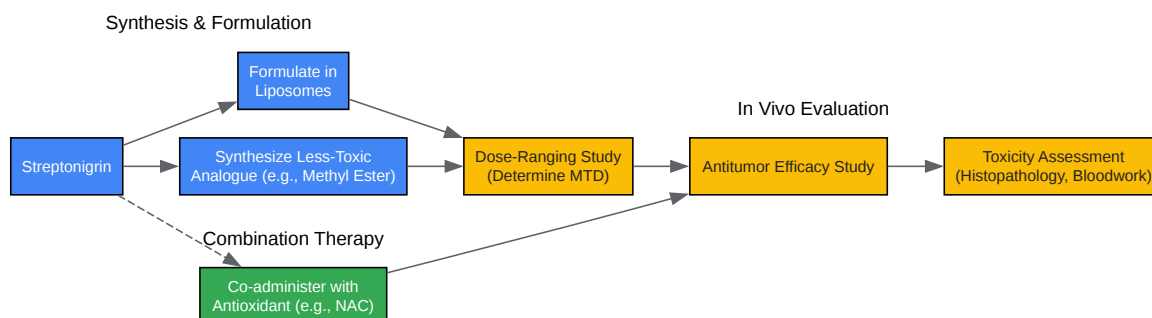 Synthesis & Formulation
Formulate in
Liposomes
In Vivo Evaluation
Streptonigrin
Synthesize Less-Toxic
Analogue (e.g., Methyl Ester)
Dose-Ranging Study
(Determine MTD)
Antitumor Efficacy Study
Toxicity Assessment
(Histopathology, Bloodwork)
Combination Therapy
Co-administer with
Antioxidant (e.g., NAC)